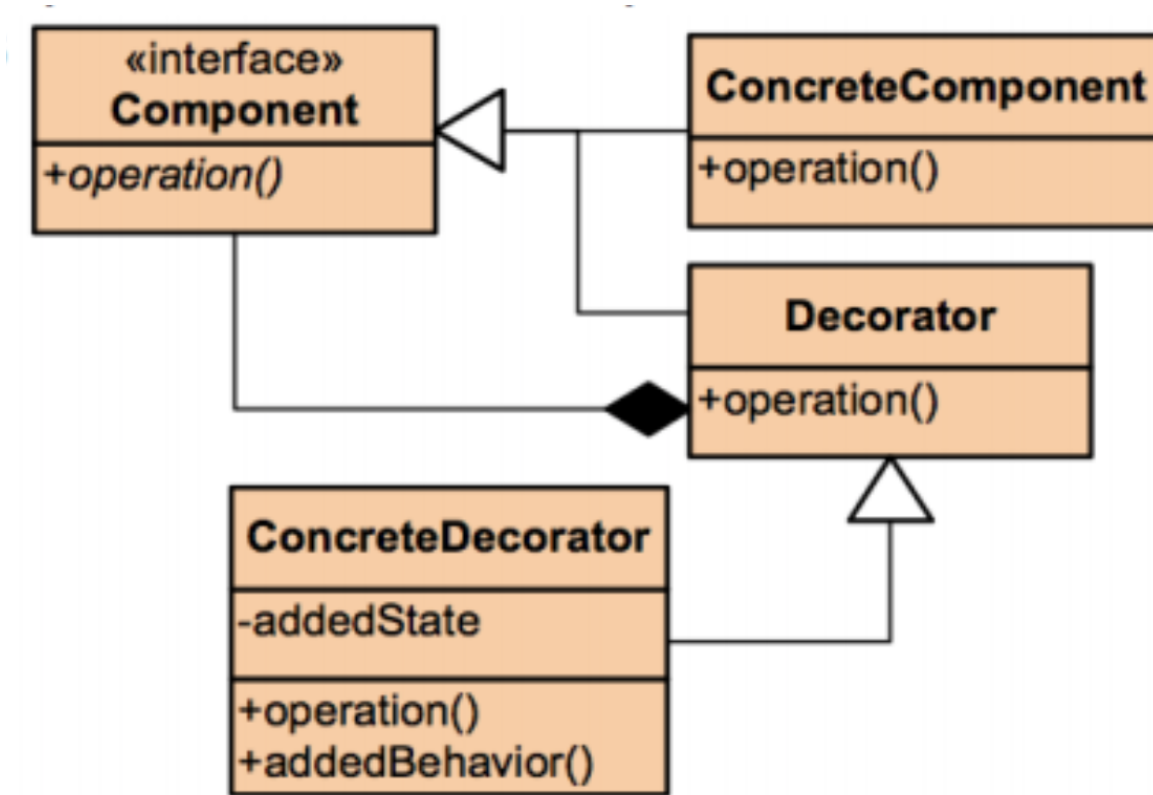 «interface»
Component
+operation()
ConcreteComponent
+operation()
Decorator
+operation()
ConcreteDecorator
-addedState
+operation()
+addedBehavior()